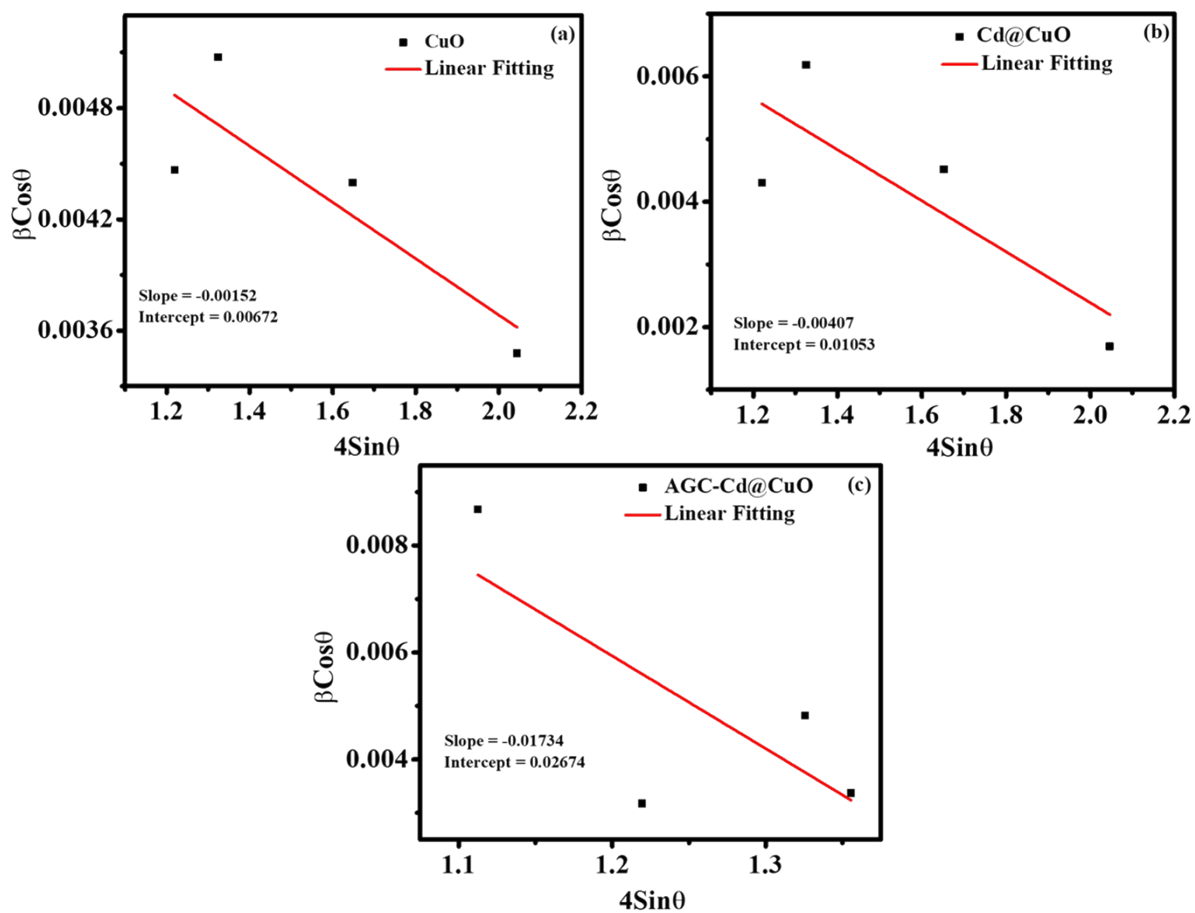 (a)
CuO
Linear Fitting
0.0048
0.0042
0.0036
βCosθ
Slope = -0.00152
Intercept = 0.00672
1.2 1.4 1.6 1.8 2.0 2.2
4Sinθ
(b)
Cd@CuO
Linear Fitting
0.006
0.004
0.002
βCosθ
Slope = -0.00407
Intercept = 0.01053
1.2 1.4 1.6 1.8 2.0 2.2
4Sinθ
(c)
AGC-Cd@CuO
Linear Fitting
0.008
0.006
0.004
βCosθ
Slope = -0.01734
Intercept = 0.02674
1.1 1.2 1.3
4Sinθ